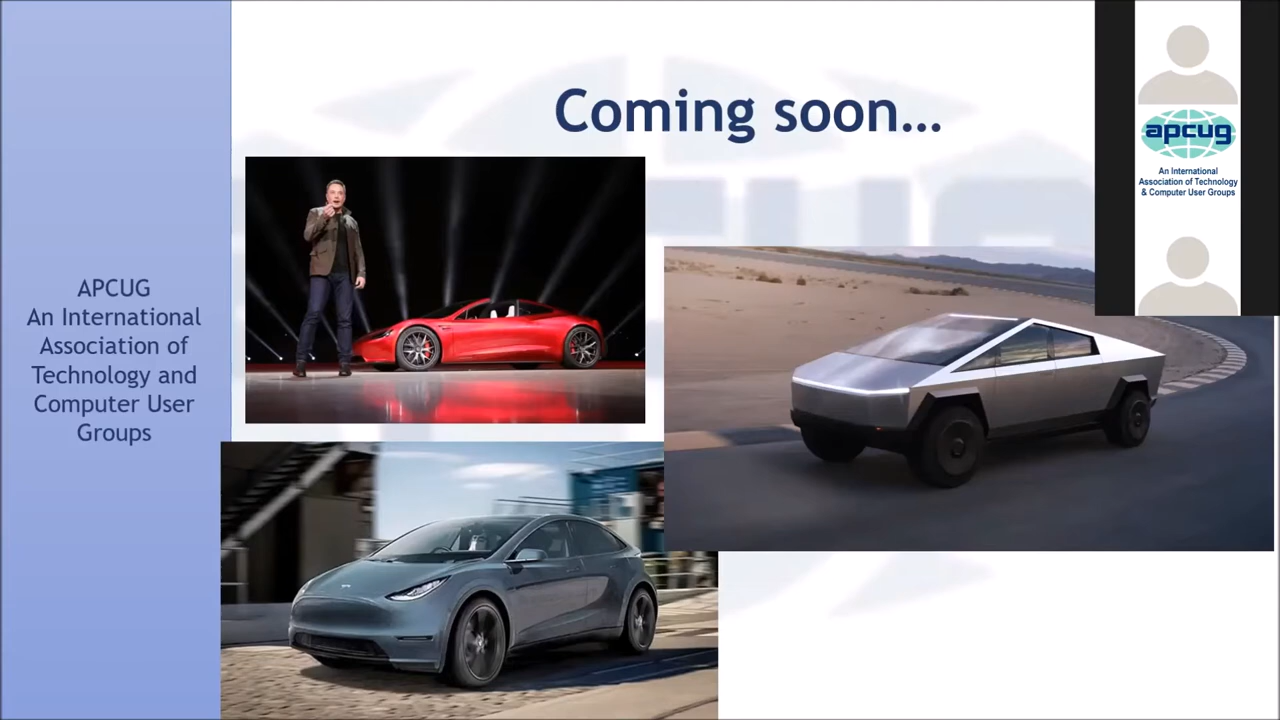 Coming soon...
APCUG
An International
Association of
Technology and
Computer User
Groups
apcug
An International
Association of Technology
& Computer User Groups